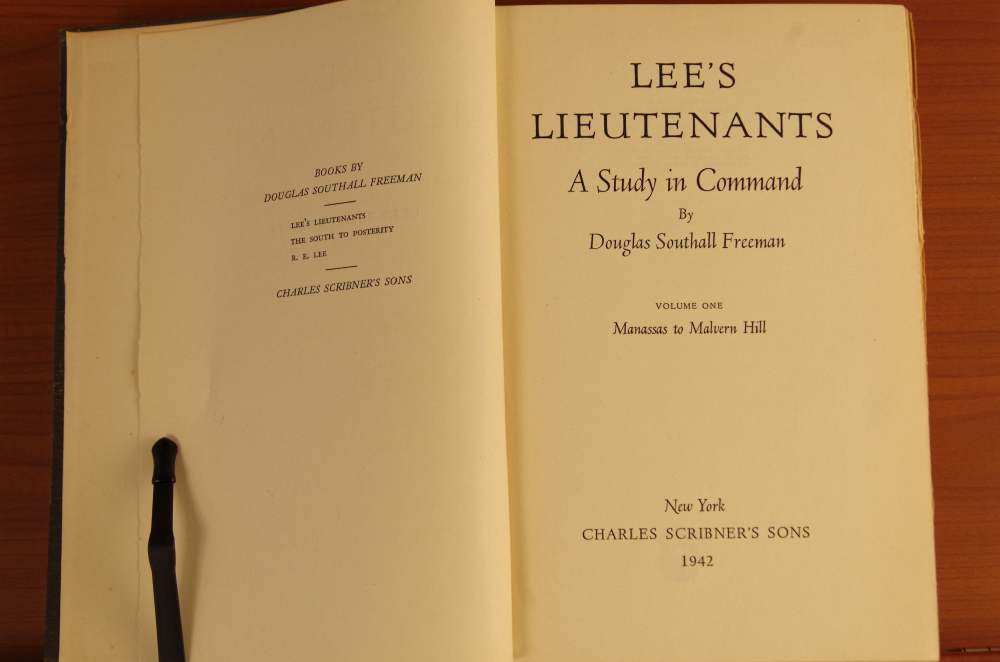 BOOKS BY
DOUGLAS SOUTHALL FREEMAN
LEE'S LIEUTENANTS
THE SOUTH TO POSTERITY
R. E. LEE
CHARLES SCRIBNER'S SONS
LEE'S
LIEUTENANTS
A Study in Command
By
Douglas Southall Freeman
VOLUME ONE
Manassas to Malvern Hill
New York
CHARLES SCRIBNER'S SONS
1942